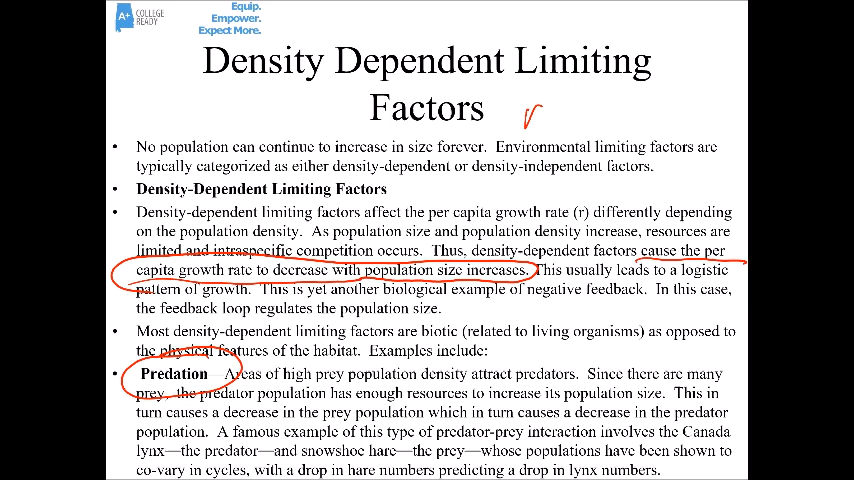 A+ COLLEGE
READY
Equip.
Empower.
Expect More.
Density Dependent Limiting
Factors
r
• No population can continue to increase in size forever.  Environmental limiting factors are
typically categorized as either density-dependent or density-independent factors.
• Density-Dependent Limiting Factors
• Density-dependent limiting factors affect the per capita growth rate (r) differently depending
on the population density.  As population size and population density increase, resources are
limited and intraspecific competition occurs.  Thus, density-dependent factors cause the per
capita growth rate to decrease with population size increases.  This usually leads to a logistic
pattern of growth.  This is yet another biological example of negative feedback.  In this case,
the feedback loop regulates the population size.
• Most density-dependent limiting factors are biotic (related to living organisms) as opposed to
the physical features of the habitat.  Examples include:
• Predation—Areas of high prey population density attract predators.  Since there are many
prey, the predator population has enough resources to increase its population size.  This in
turn causes a decrease in the prey population which in turn causes a decrease in the predator
population.  A famous example of this type of predator-prey interaction involves the Canada
lynx—the predator—and snowshoe hare—the prey—whose populations have been shown to
co-vary in cycles, with a drop in hare numbers predicting a drop in lynx numbers.